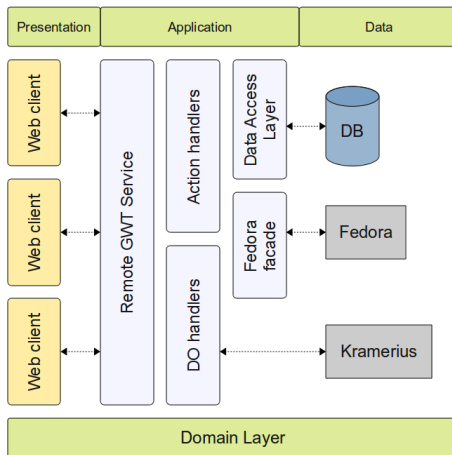 Presentation
Application
Data
Web client
Web client
Web client
Remote GWT Service
Action handlers
DO handlers
Data Access
Layer
Fedora
facade
DB
Fedora
Kramerius
Domain Layer